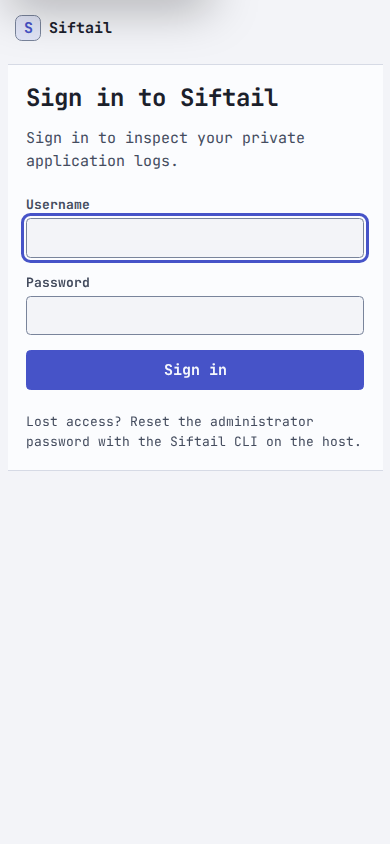 S Siftail
Sign in to Siftail
Sign in to inspect your private
application logs.
Username
Password
Sign in
Lost access? Reset the administrator
password with the Siftail CLI on the host.